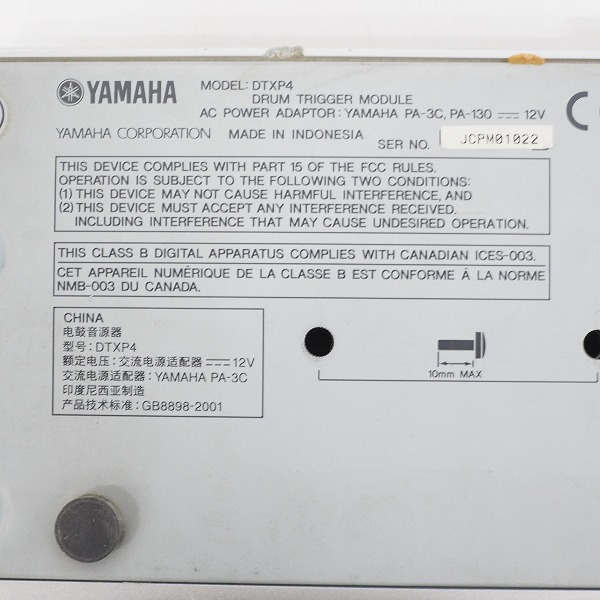 YAMAHA
MODEL: DTXP4
DRUM TRIGGER MODULE
AC POWER ADAPTOR: YAMAHA PA-3C, PA-130 ⎓ 12V
YAMAHA CORPORATION MADE IN INDONESIA
SER NO. JCPM01022
THIS DEVICE COMPLIES WITH PART 15 OF THE FCC RULES.
OPERATION IS SUBJECT TO THE FOLLOWING TWO CONDITIONS:
(1) THIS DEVICE MAY NOT CAUSE HARMFUL INTERFERENCE, AND
(2) THIS DEVICE MUST ACCEPT ANY INTERFERENCE RECEIVED.
INCLUDING INTERFERENCE THAT MAY CAUSE UNDESIRED OPERATION.
THIS CLASS B DIGITAL APPARATUS COMPLIES WITH CANADIAN ICES-003.
CET APPAREIL NUMÉRIQUE DE LA CLASSE B EST CONFORME À LA NORME
NMB-003 DU CANADA.
CHINA
电鼓音源器
型号: DTXP4
额定电压: 交流电源适配器 ⎓ 12V
交流电源适配器: YAMAHA PA-3C
印度尼西亚制造
产品技术标准: GB8898-2001
10mm MAX